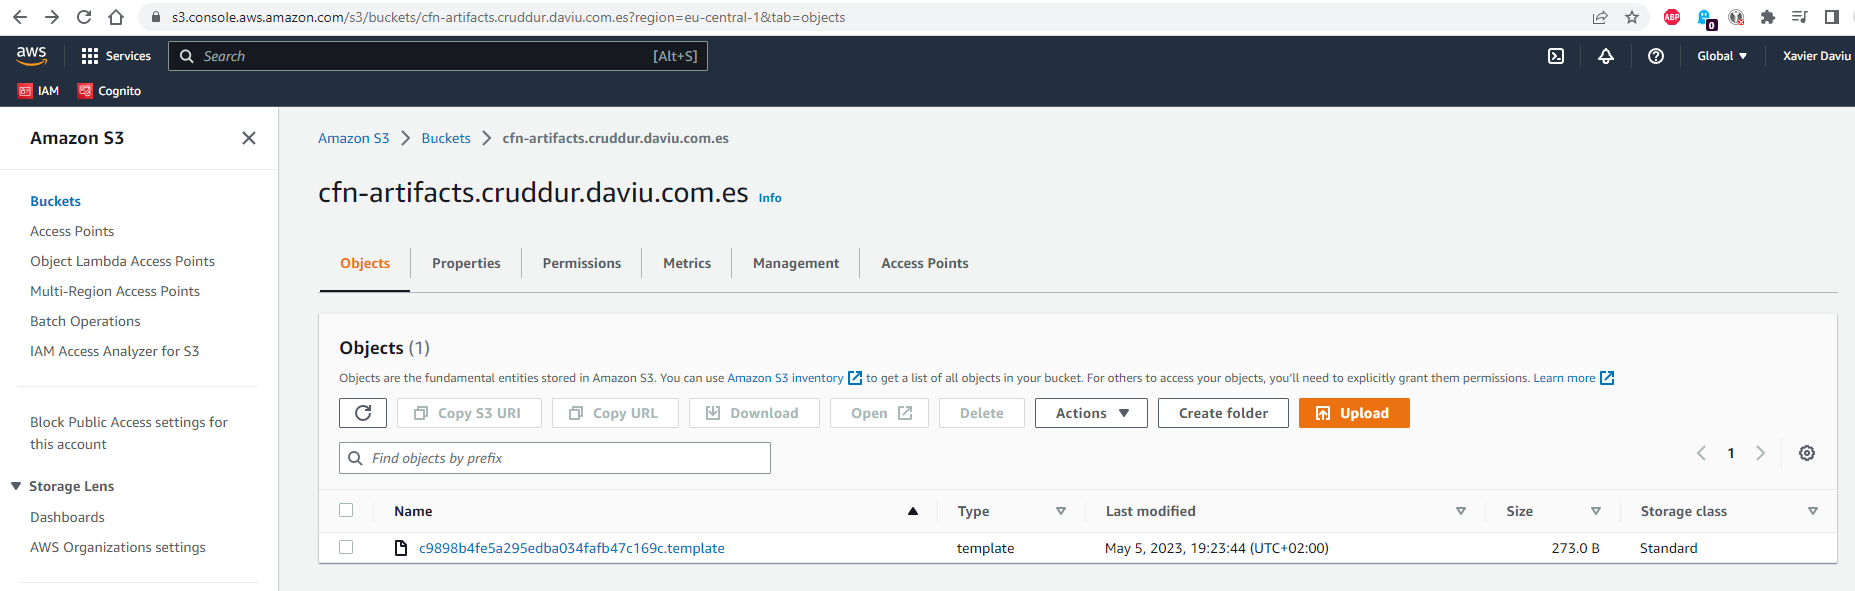 s3.console.aws.amazon.com/s3/buckets/cfn-artifacts.cruddur.daviu.com.es?region=eu-central-1&tab=objects
ABP
0
aws
Services
Search
[Alt+S]
Global
Xavier Daviu
IAM
Cognito
Amazon S3
Buckets
Access Points
Object Lambda Access Points
Multi-Region Access Points
Batch Operations
IAM Access Analyzer for S3
Block Public Access settings for
this account
Storage Lens
Dashboards
AWS Organizations settings
Amazon S3
Buckets
cfn-artifacts.cruddur.daviu.com.es
cfn-artifacts.cruddur.daviu.com.es Info
Objects
Properties
Permissions
Metrics
Management
Access Points
Objects (1)
Objects are the fundamental entities stored in Amazon S3. You can use Amazon S3 inventory to get a list of all objects in your bucket. For others to access your objects, you'll need to explicitly grant them permissions. Learn more
Copy S3 URI
Copy URL
Download
Open
Delete
Actions
Create folder
Upload
Find objects by prefix
1
Name
Type
Last modified
Size
Storage class
c9898b4fe5a295edba034fafb47c169c.template
template
May 5, 2023, 19:23:44 (UTC+02:00)
273.0 B
Standard